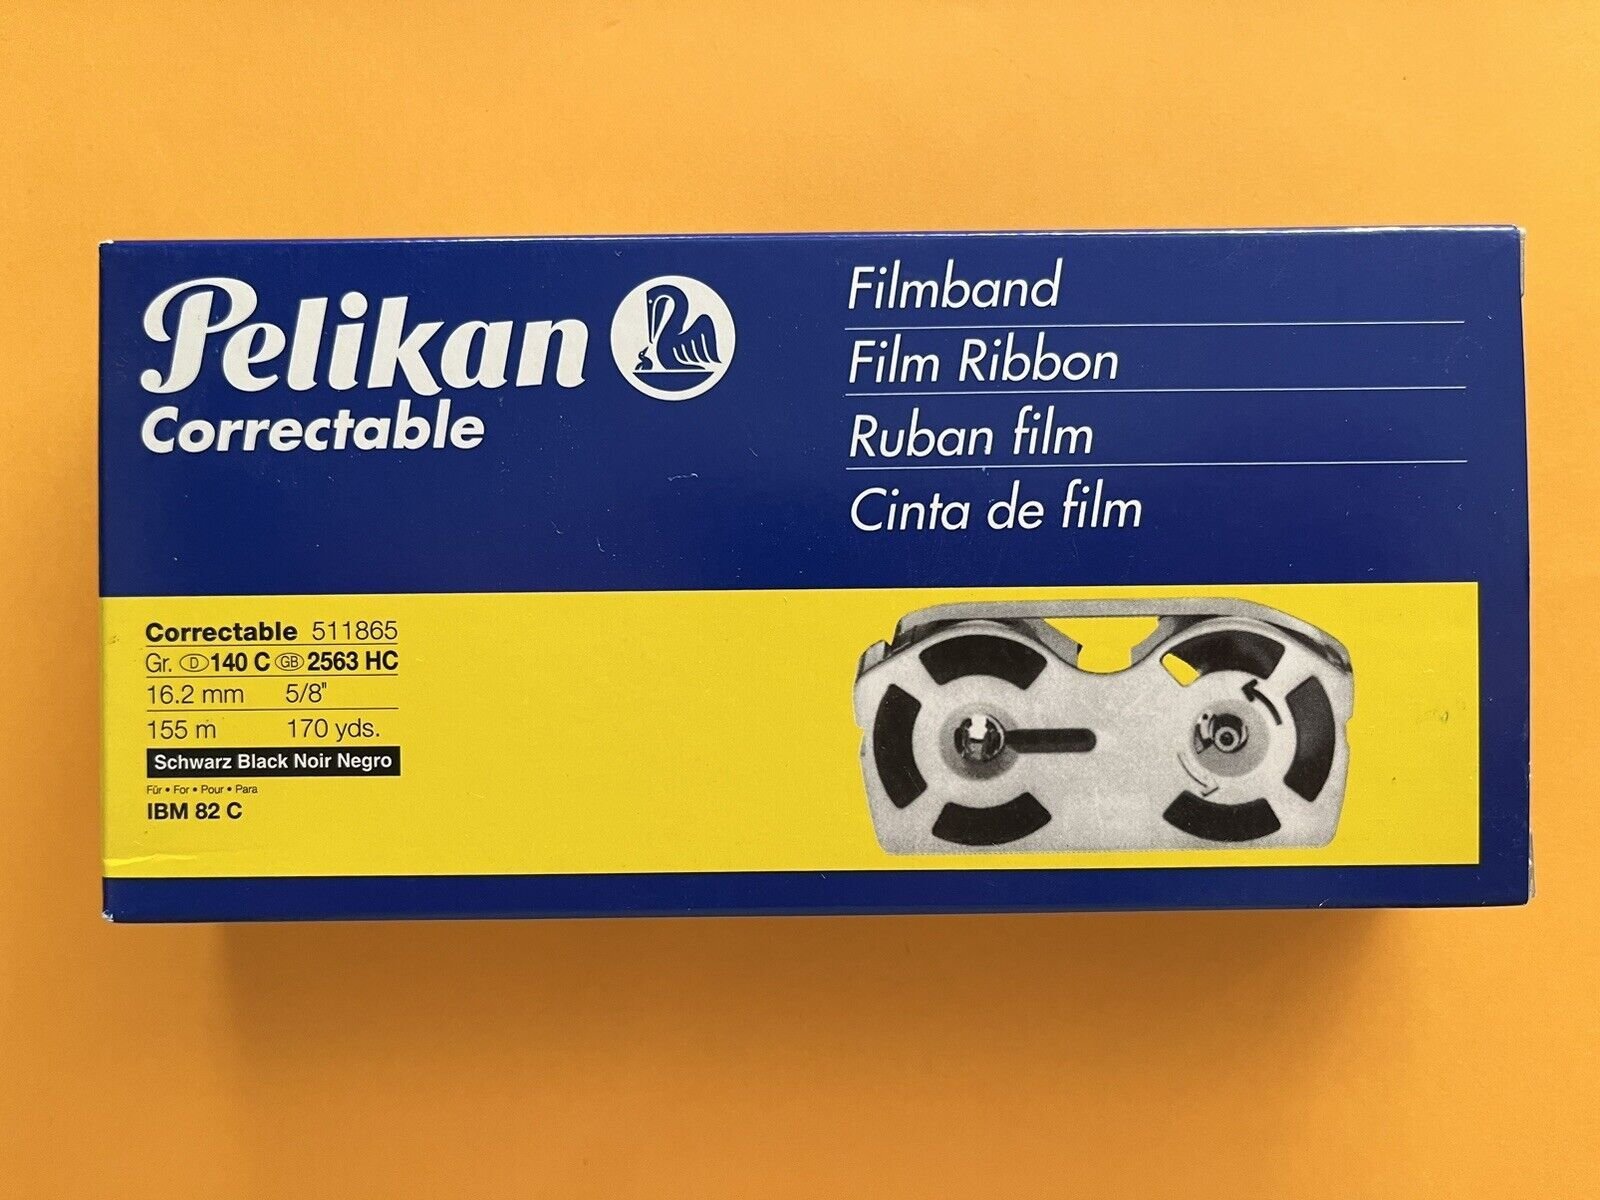 Pelikan
Correctable
Filmband
Film Ribbon
Ruban film
Cinta de film
Correctable 511865
Gr. D 140 C GB 2563 HC
16.2 mm 5/8"
155 m 170 yds.
Schwarz Black Noir Negro
Für • For • Pour • Para
IBM 82 C